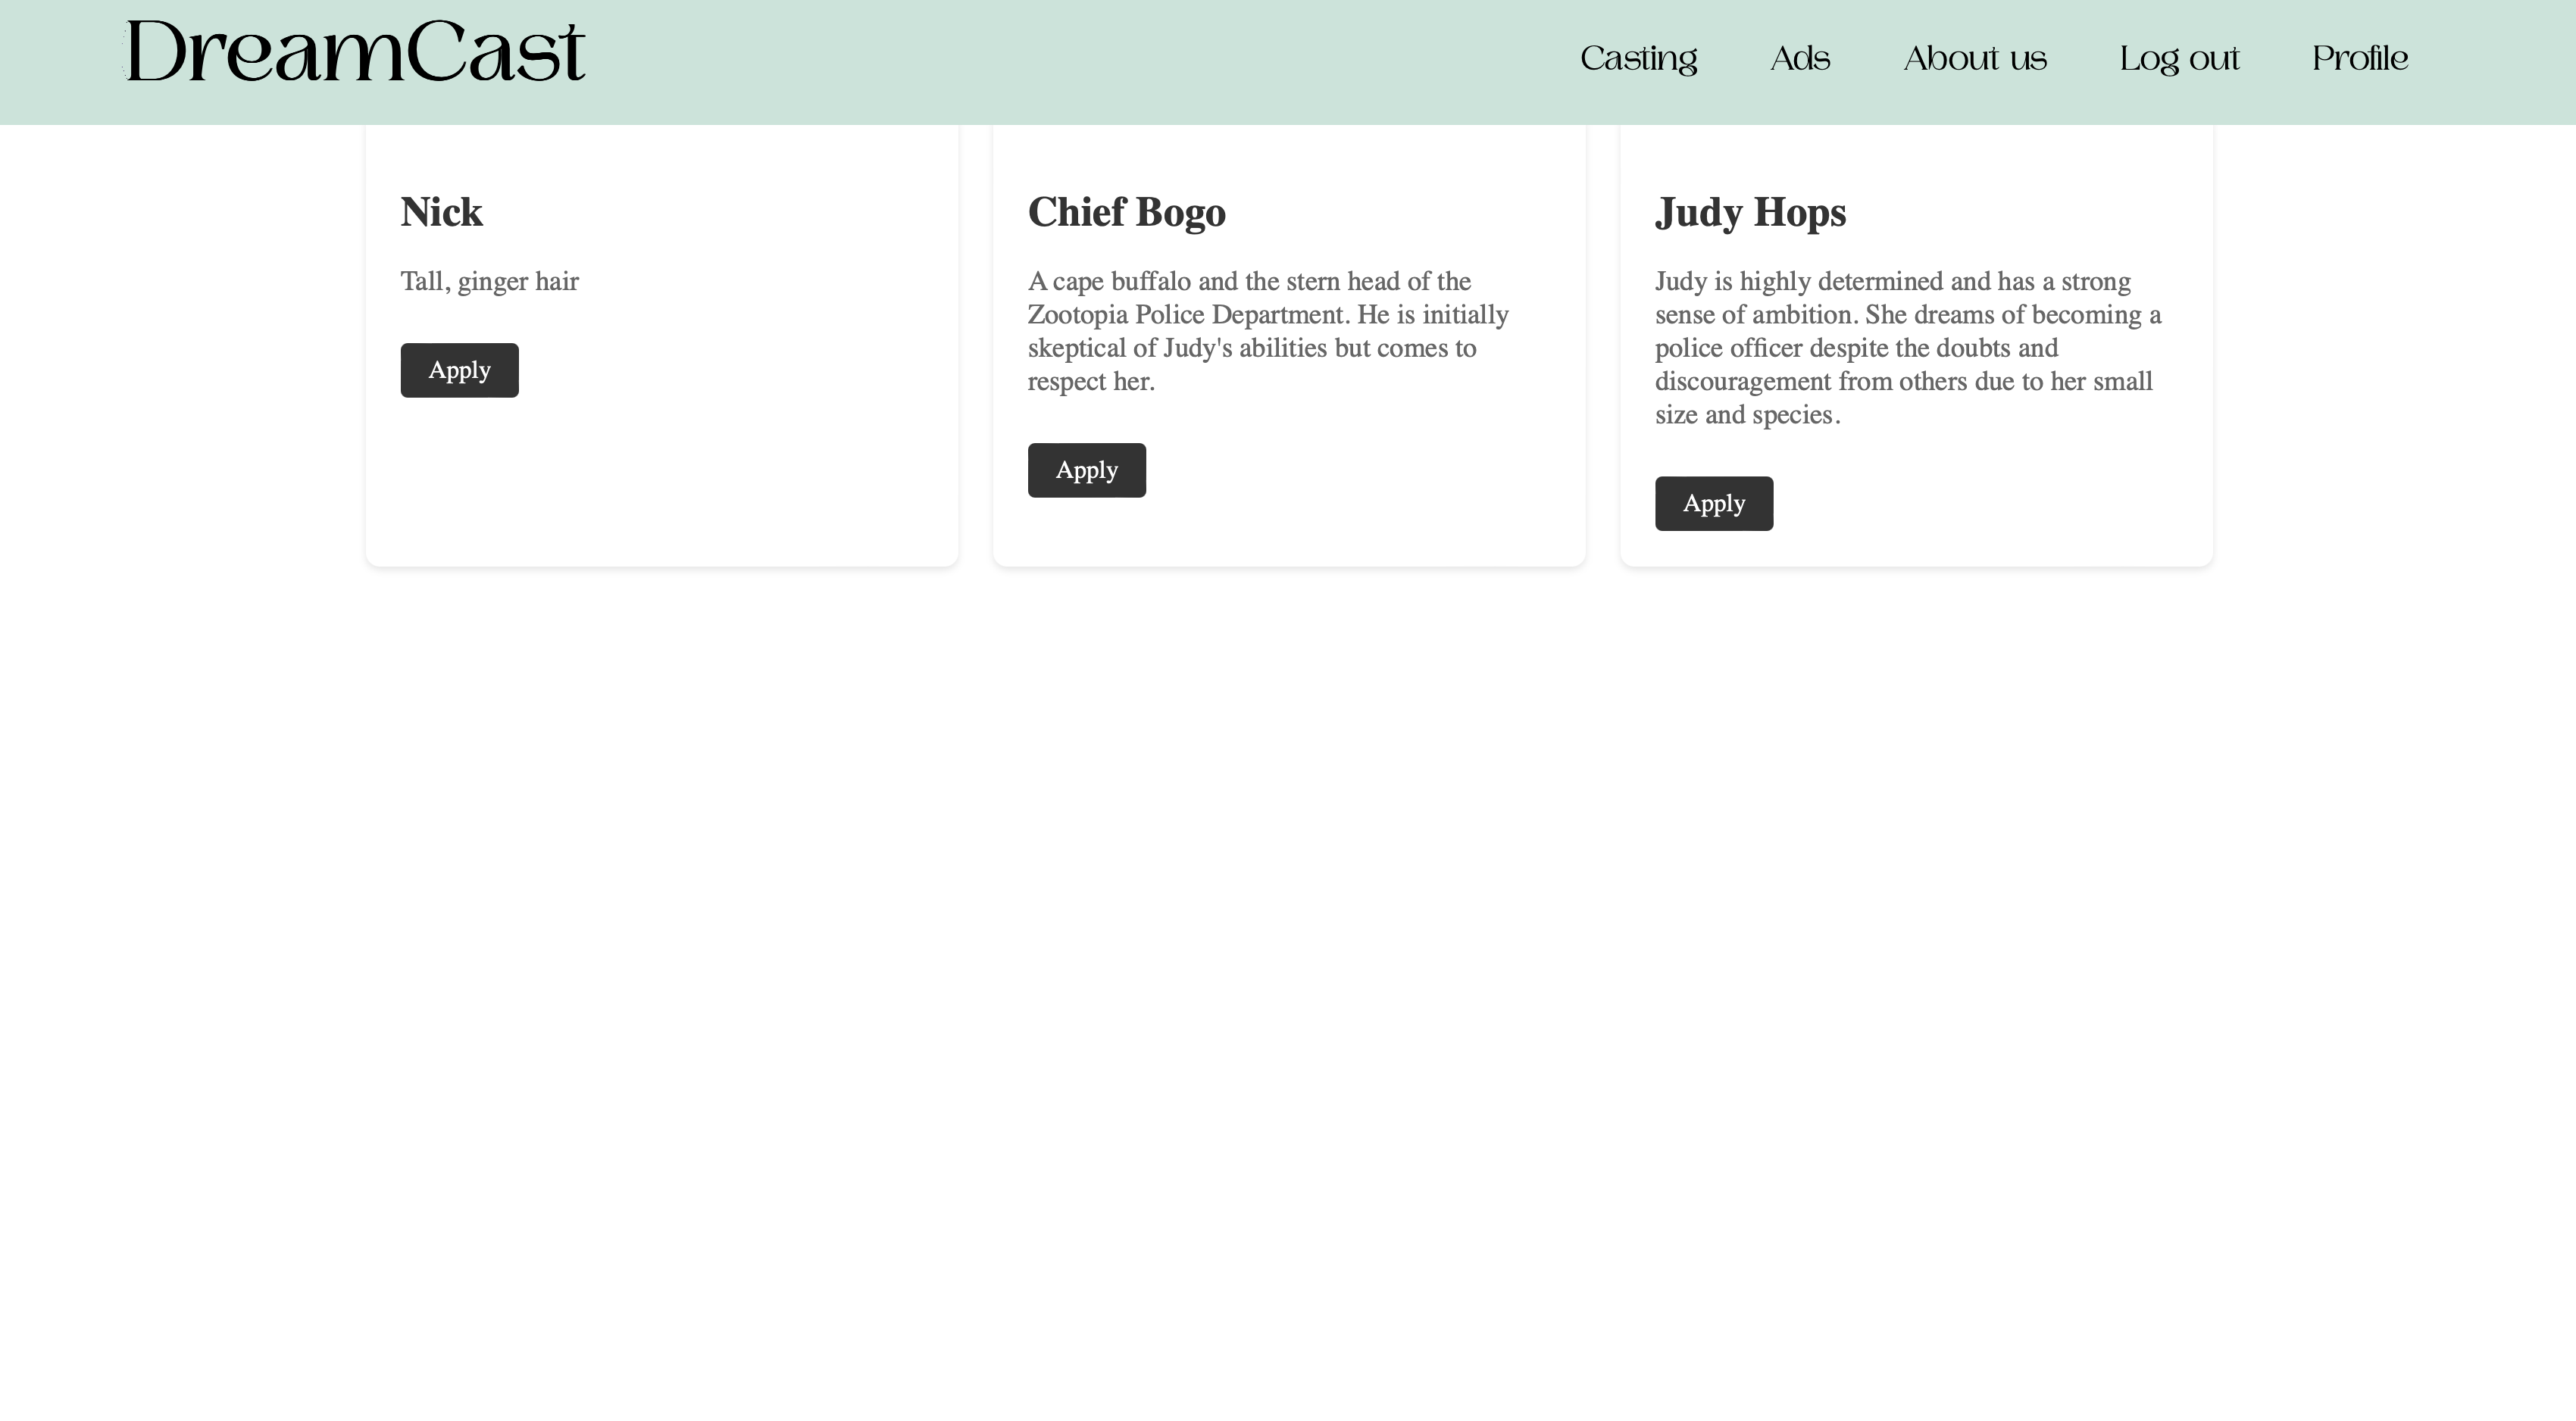 DreamCast
Casting Ads About us Log out Profile
Nick
Tall, ginger hair
Apply
Chief Bogo
A cape buffalo and the stern head of the
Zootopia Police Department. He is initially
skeptical of Judy's abilities but comes to
respect her.
Apply
Judy Hops
Judy is highly determined and has a strong
sense of ambition. She dreams of becoming a
police officer despite the doubts and
discouragement from others due to her small
size and species.
Apply